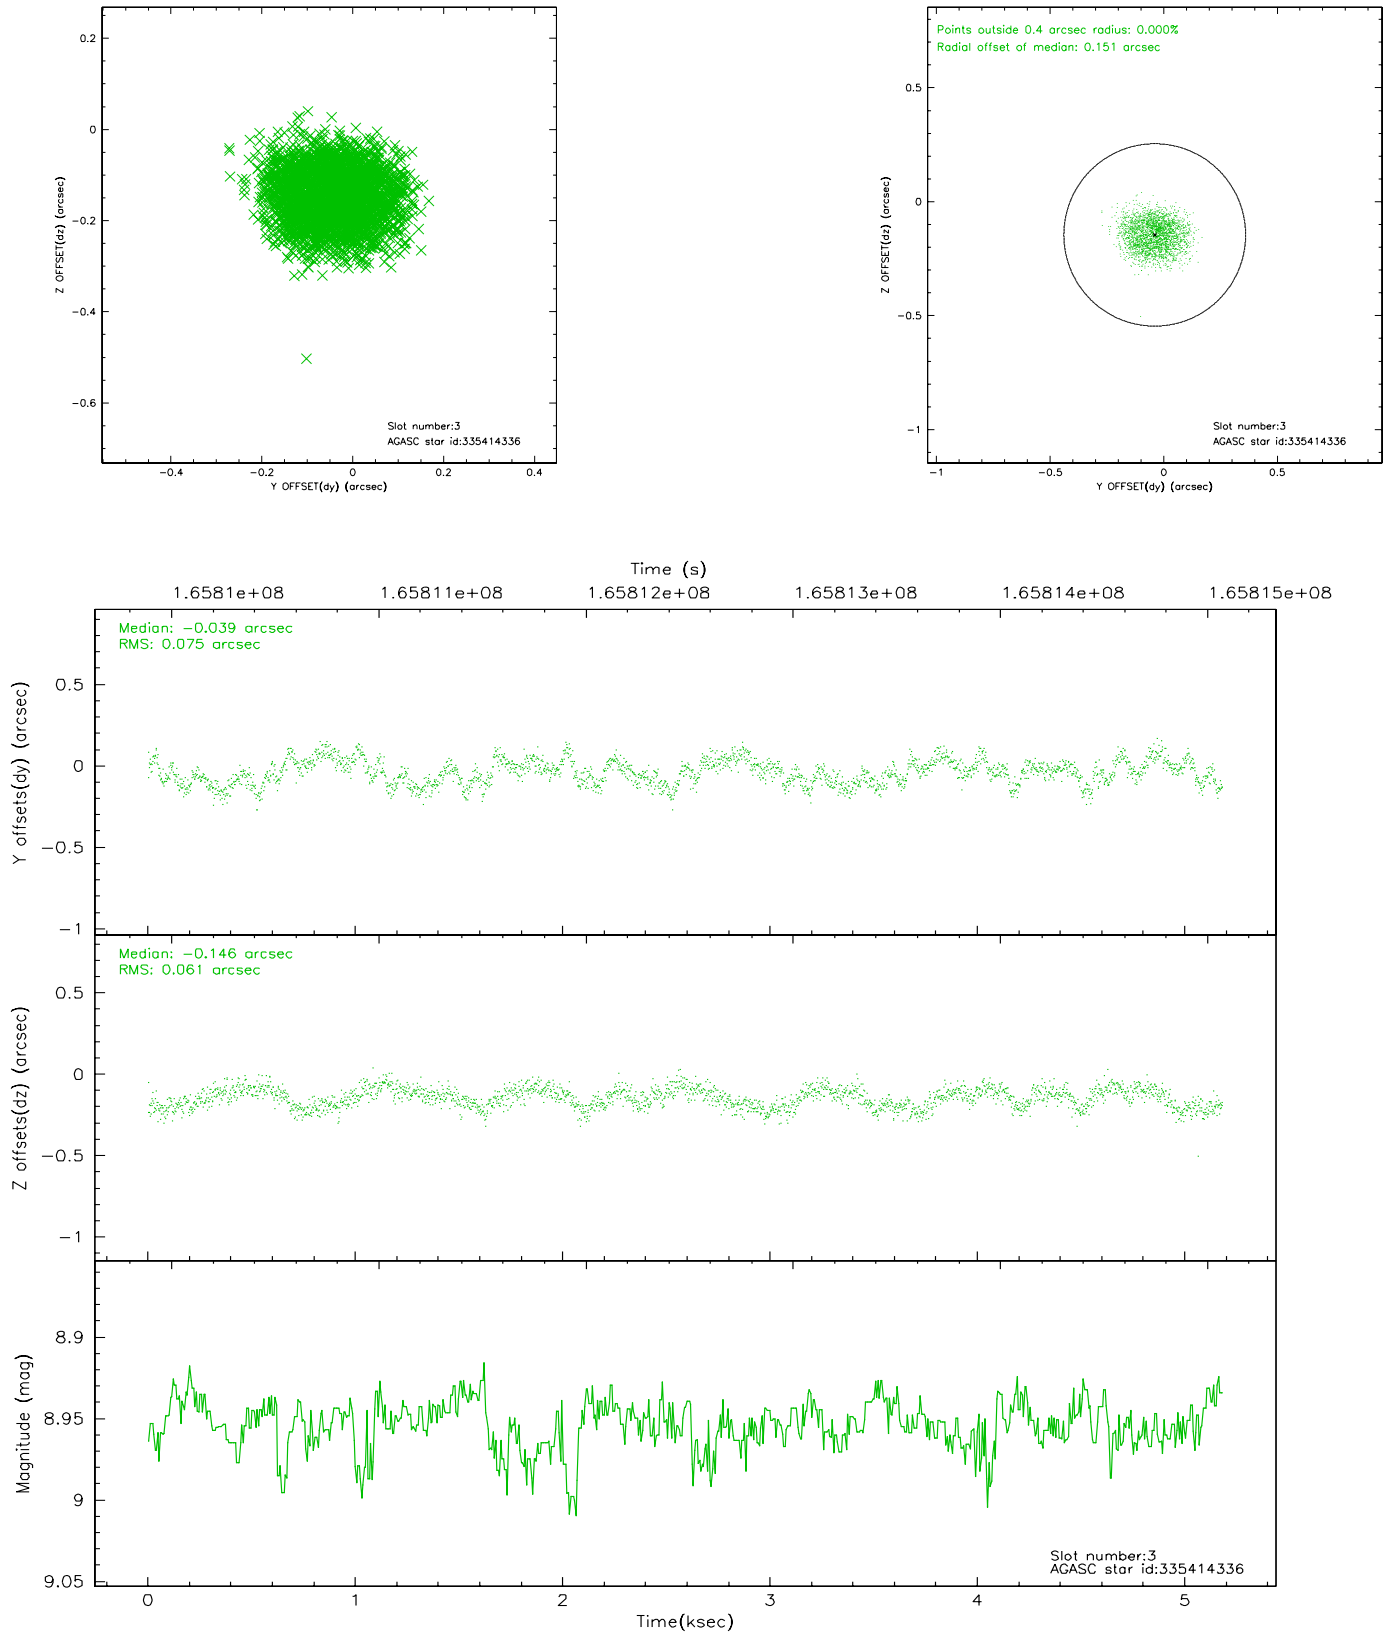 0.2
0
-0.2
-0.4
-0.6
Z OFFSET(dz) (arcsec)
Slot number:3
AGASC star id:335414336
-0.4 -0.2 0 0.2 0.4
Y OFFSET(dy) (arcsec)
Points outside 0.4 arcsec radius: 0.000%
Radial offset of median: 0.151 arcsec
0.5
0
-0.5
-1
Z OFFSET(dz) (arcsec)
Slot number:3
AGASC star id:335414336
-1 -0.5 0 0.5
Y OFFSET(dy) (arcsec)
Time (s)
1.6581e+08 1.65811e+08 1.65812e+08 1.65813e+08 1.65814e+08 1.65815e+08
Median: -0.039 arcsec
RMS: 0.075 arcsec
0.5
0
-0.5
-1
Y offsets(dy) (arcsec)
Median: -0.146 arcsec
RMS: 0.061 arcsec
0.5
0
-0.5
-1
Z offsets(dz) (arcsec)
8.9
8.95
9
9.05
Magnitude (mag)
Slot number:3
AGASC star id:335414336
0 1 2 3 4 5
Time(ksec)